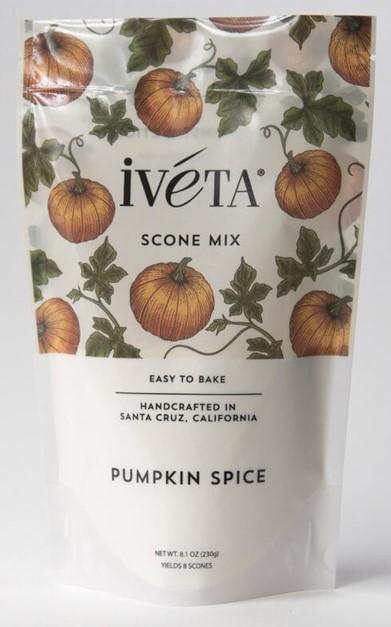 ivéTA®
SCONE MIX
EASY TO BAKE
HANDCRAFTED IN
SANTA CRUZ, CALIFORNIA
PUMPKIN SPICE
NET WT. 8.1 OZ (230g)
YIELDS 8 SCONES